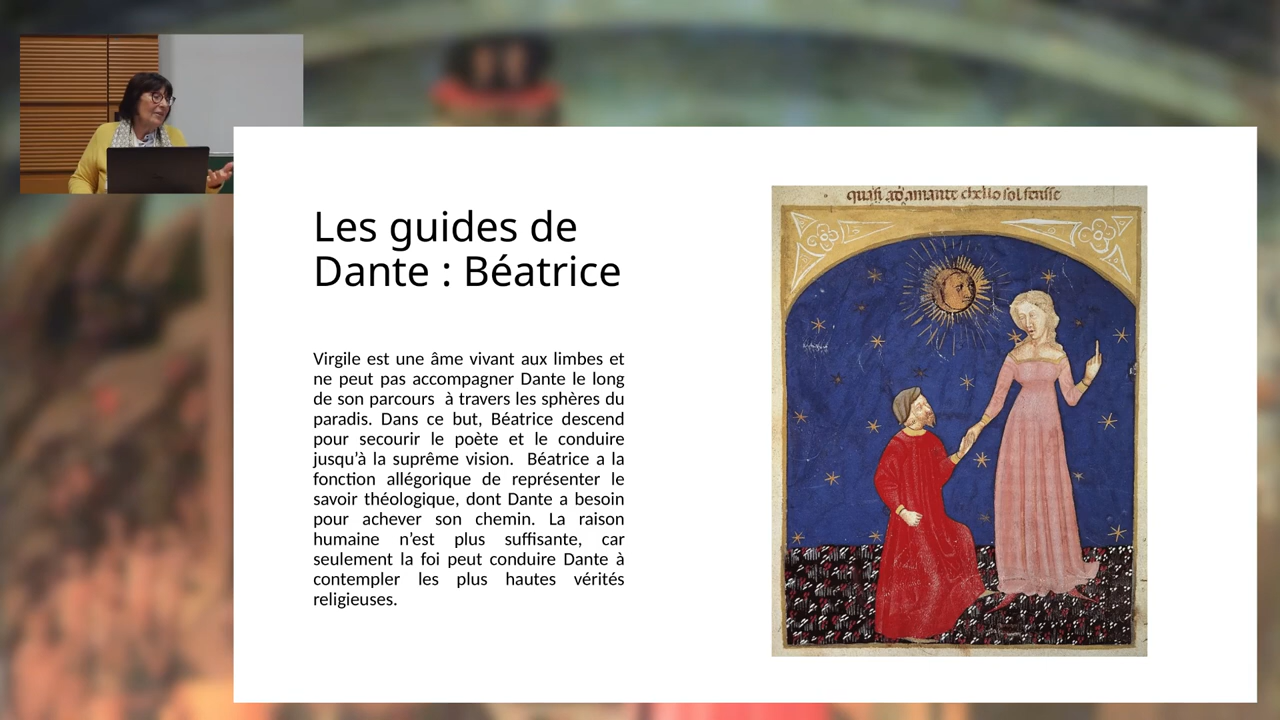 Les guides de
Dante : Béatrice
Virgile est une âme vivant aux limbes et
ne peut pas accompagner Dante le long
de son parcours  à travers les sphères du
paradis. Dans ce but, Béatrice descend
pour secourir le poète et le conduire
jusqu’à la suprême vision.  Béatrice a la
fonction allégorique de représenter le
savoir théologique, dont Dante a besoin
pour achever son chemin. La raison
humaine n’est plus suffisante, car
seulement la foi peut conduire Dante à
contempler les plus hautes vérités
religieuses.